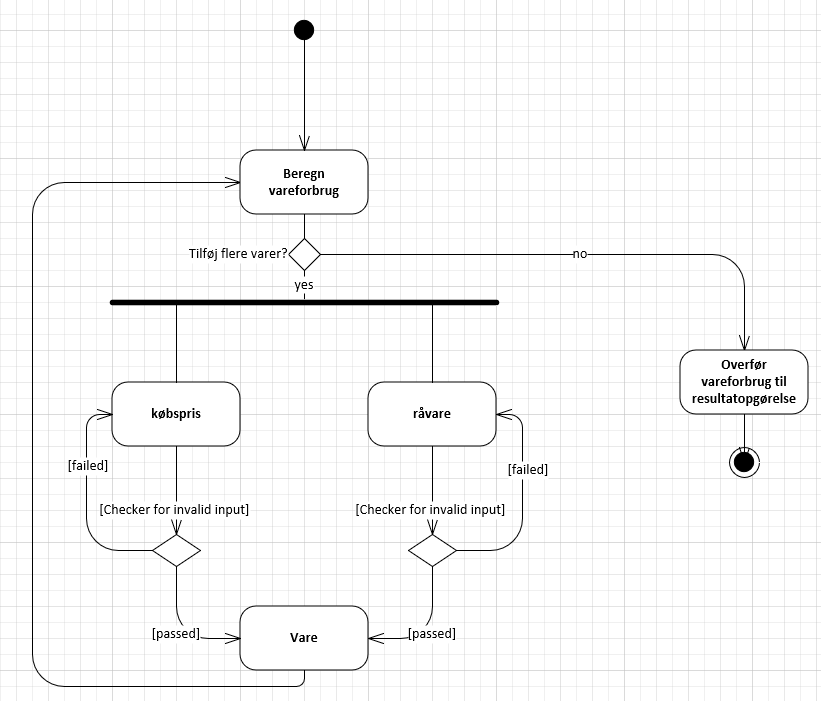 Beregn
vareforbrug
Tilføj flere varer?
no
yes
Overfør
vareforbrug til
resultatopgørelse
købspris
råvare
[failed]
[failed]
[Checker for invalid input]
[Checker for invalid input]
[passed]
Vare
[passed]